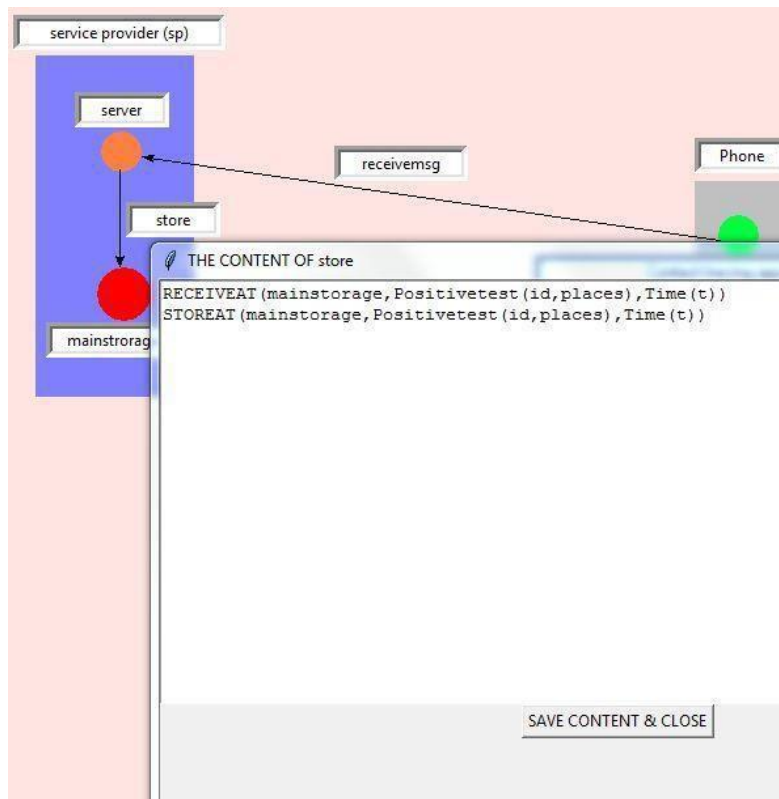 service provider (sp)
server
receivemsg
Phone
store
THE CONTENT OF store
RECEIVEAT(mainstorage,Positivetest(id,places),Time(t))
STOREAT(mainstorage,Positivetest(id,places),Time(t))
mainstrorag
SAVE CONTENT & CLOSE